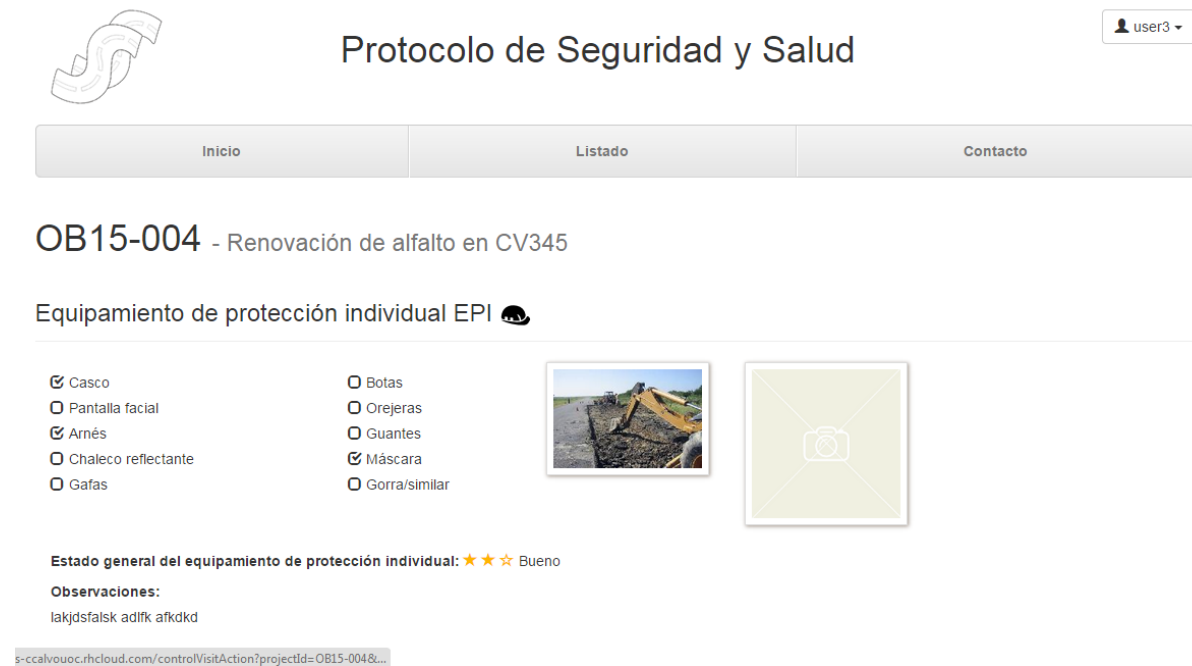 Protocolo de Seguridad y Salud
user3
Inicio
Listado
Contacto
OB15-004 - Renovación de alfalto en CV345
Equipamiento de protección individual EPI
Casco
Pantalla facial
Arnés
Chaleco reflectante
Gafas
Botas
Orejeras
Guantes
Máscara
Gorra/similar
Estado general del equipamiento de protección individual: Bueno
Observaciones:
lakjdsfalsk adlfk afkdkd
s-ccalvouoc.rhcloud.com/controlVisitAction?projectId=OB15-004&...